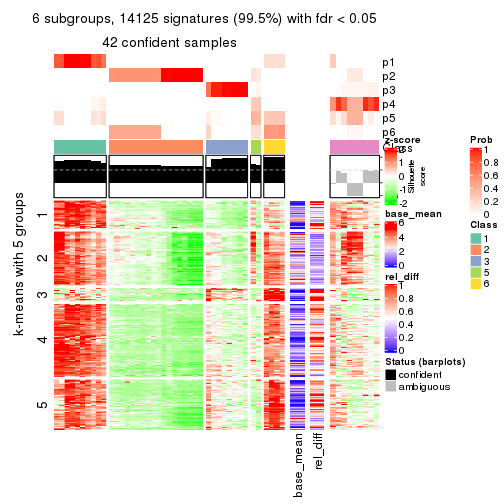 6 subgroups, 14125 signatures (99.5%) with fdr < 0.05
42 confident samples
p1
p2
p3
p4
p5
p6
Class
Silhouette
score
k-means with 5 groups
1
2
3
4
5
base_mean
rel_diff
z-score
2
1
0
-1
-2
base_mean
6
4
2
0
rel_diff
1
0.8
0.6
0.4
0.2
0
Status (barplots)
confident
ambiguous
Prob
1
0.8
0.6
0.4
0.2
0
Class
1
2
3
5
6